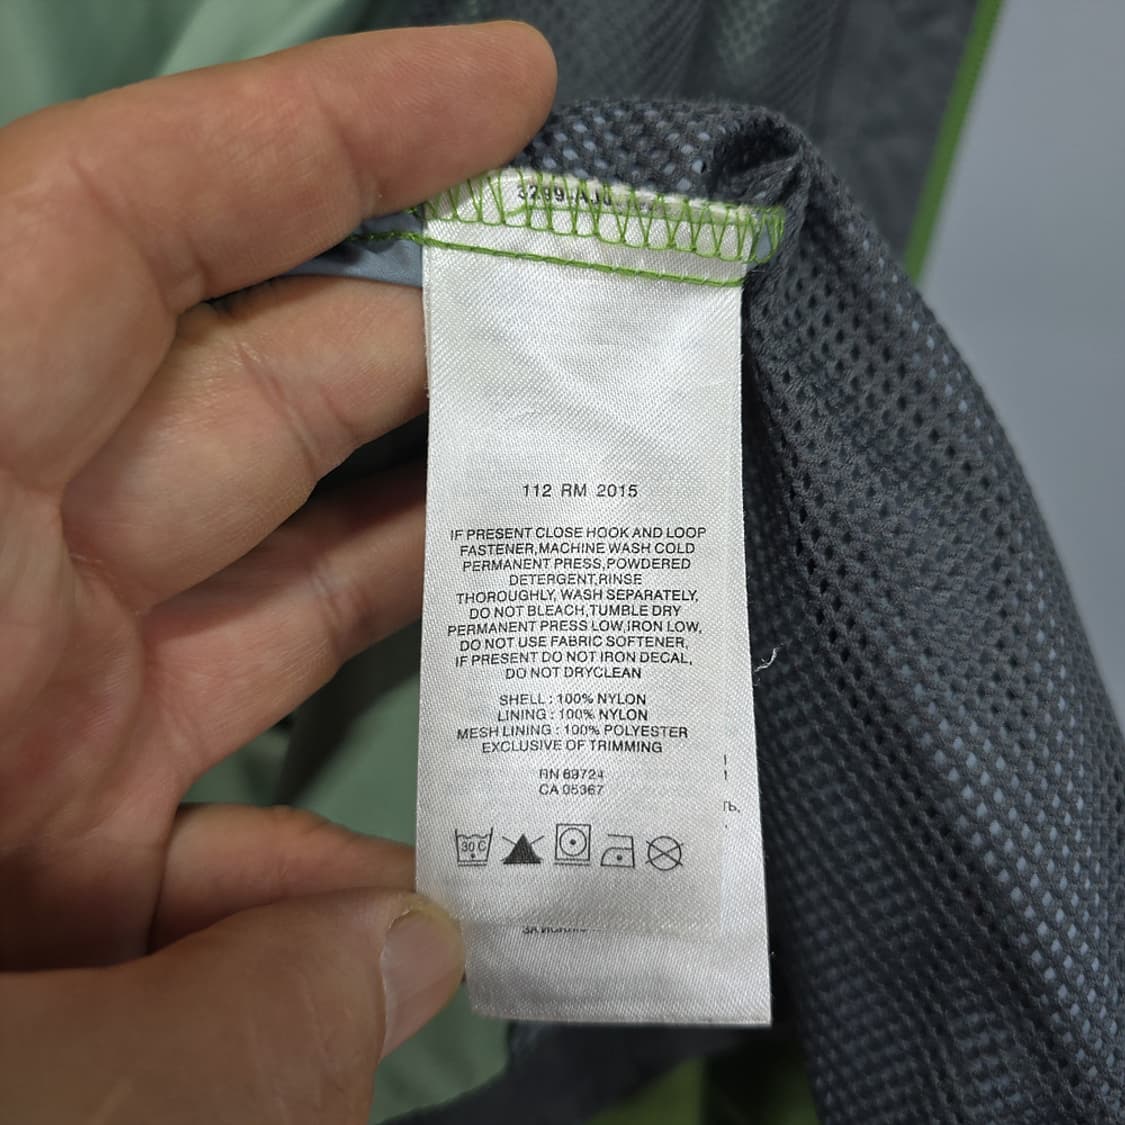 112 RM 2015
IF PRESENT CLOSE HOOK AND LOOP
FASTENER,MACHINE WASH COLD
PERMANENT PRESS,POWDERED
DETERGENT,RINSE
THOROUGHLY, WASH SEPARATELY,
DO NOT BLEACH,TUMBLE DRY
PERMANENT PRESS LOW,IRON LOW,
DO NOT USE FABRIC SOFTENER,
IF PRESENT DO NOT IRON DECAL,
DO NOT DRYCLEAN
SHELL : 100% NYLON
LINING : 100% NYLON
MESH LINING : 100% POLYESTER
EXCLUSIVE OF TRIMMING
RN 69724
CA 05367
30 C